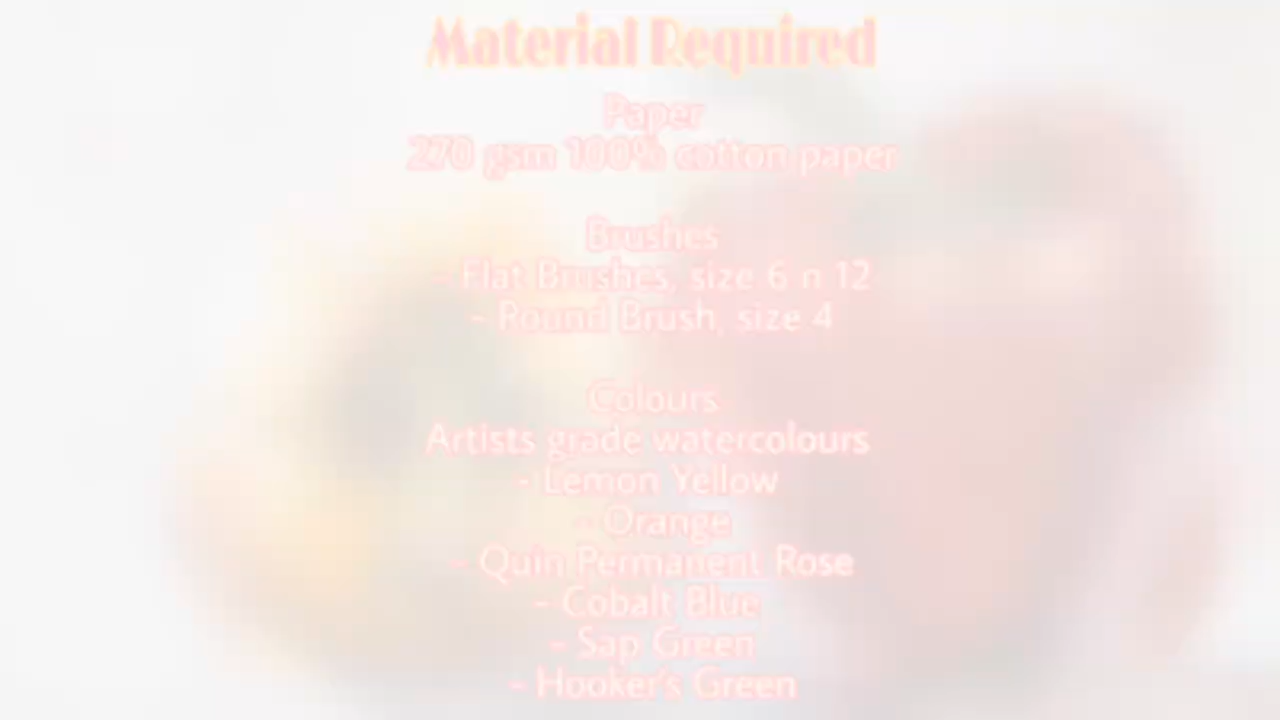 Material Required
Paper
270 gsm 100% cotton paper
Brushes
- Flat Brushes, size 6 n 12
- Round Brush, size 4
Colours
Artists grade watercolours
- Lemon Yellow
- Orange
- Quin Permanent Rose
- Cobalt Blue
- Sap Green
- Hooker's Green